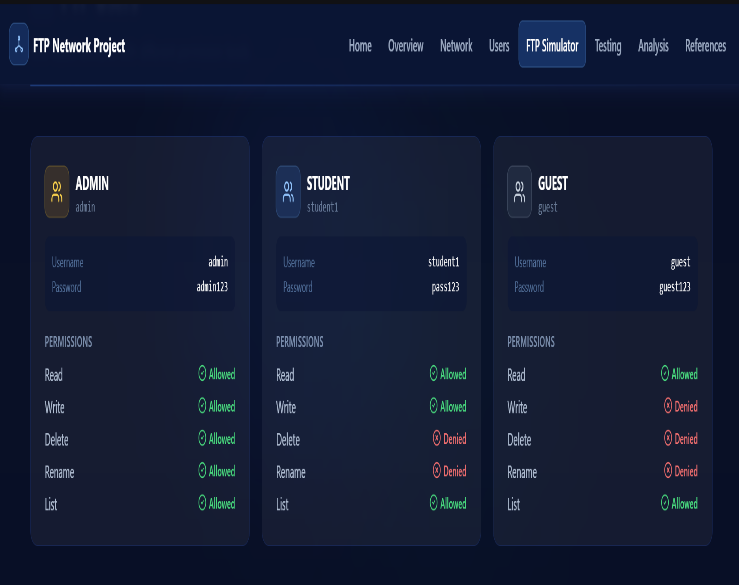 FTP Network Project
Home Overview Network Users FTP Simulator Testing Analysis References
ADMIN
admin
Username admin
Password admin123
PERMISSIONS
Read Allowed
Write Allowed
Delete Allowed
Rename Allowed
List Allowed
STUDENT
student1
Username student1
Password pass123
PERMISSIONS
Read Allowed
Write Allowed
Delete Denied
Rename Denied
List Allowed
GUEST
guest
Username guest
Password guest123
PERMISSIONS
Read Allowed
Write Denied
Delete Denied
Rename Denied
List Allowed